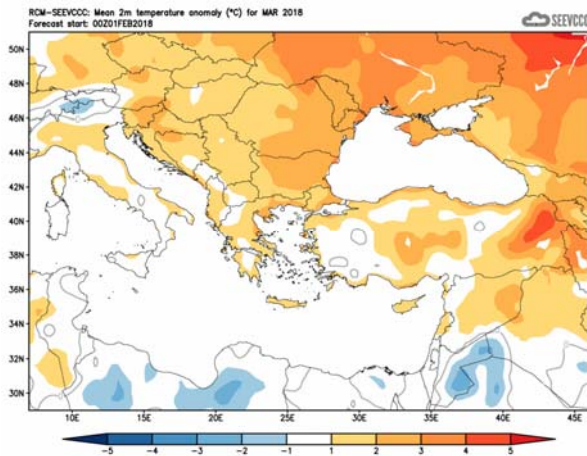 RCM-SEEVCCC: Mean 2m temperature anomaly (°C) for MAR 2018
Forecast start: 00Z01FEB2018
SEEVCCC
50N
48N
46N
44N
42N
40N
38N
36N
34N
32N
30N
10E 15E 20E 25E 30E 35E 40E 45E
-5 -4 -3 -2 -1 1 2 3 4 5